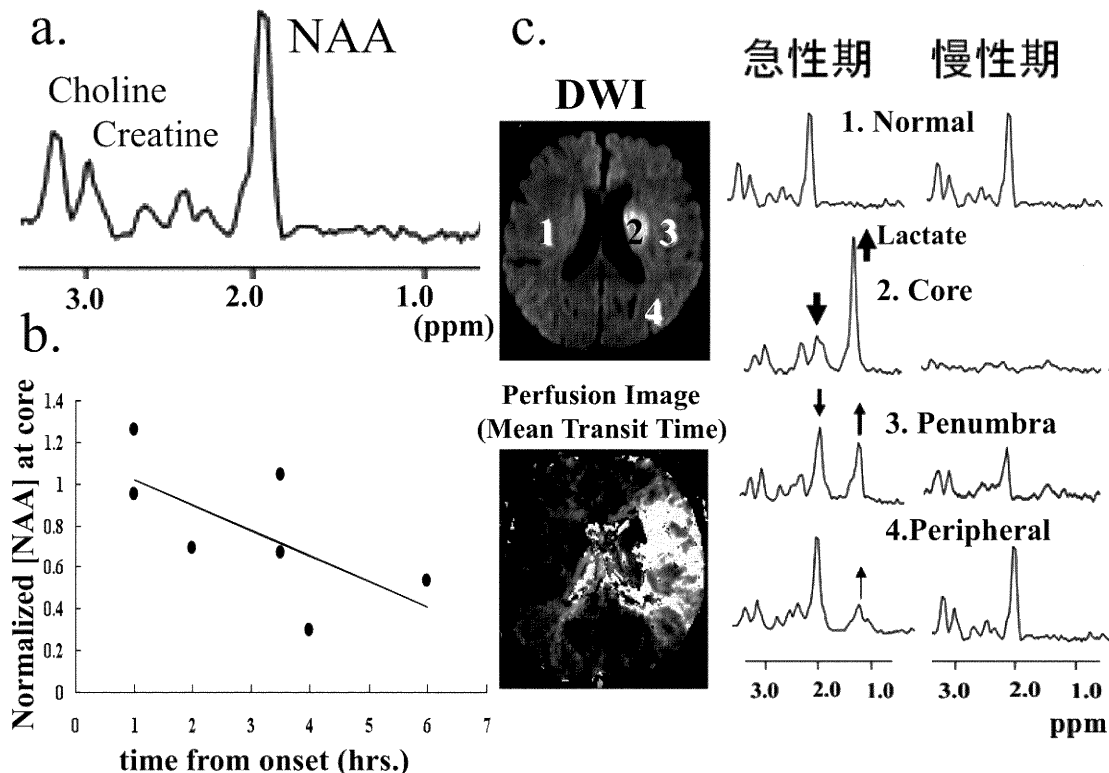 a.
NAA
Choline
Creatine
3.0 2.0 1.0
(ppm)
b.
Normalized [NAA] at core
1.4
1.2
1
0.8
0.6
0.4
0.2
0
0 1 2 3 4 5 6 7
time from onset (hrs.)
c.
DWI
1 2 3
4
Perfusion Image
(Mean Transit Time)
急性期 慢性期
1. Normal
Lactate
2. Core
3. Penumbra
4.Peripheral
3.0 2.0 1.0 3.0 2.0 1.0
ppm